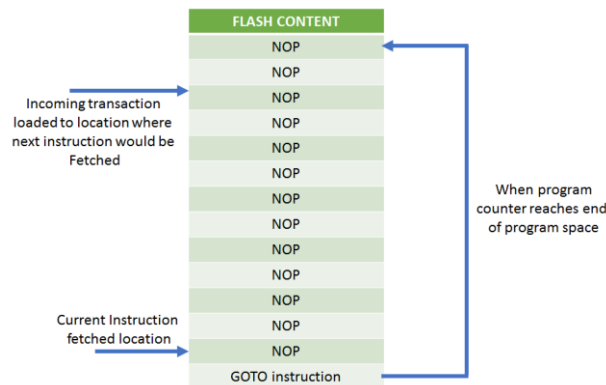 FLASH CONTENT
NOP
NOP
NOP
NOP
NOP
NOP
NOP
NOP
NOP
NOP
NOP
NOP
NOP
GOTO instruction
Incoming transaction
loaded to location where
next instruction would be
Fetched
Current Instruction
fetched location
When program
counter reaches end
of program space